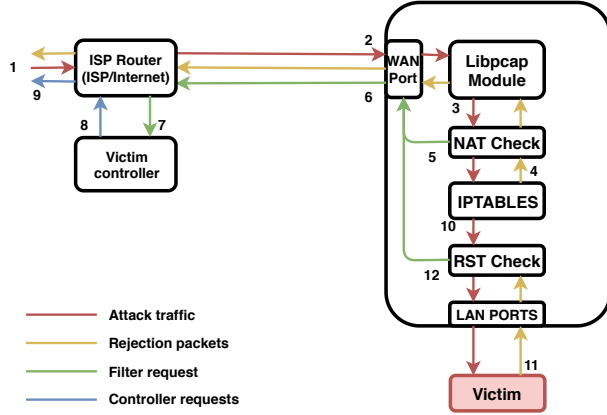 1
9
ISP Router
(ISP/Internet)
8
7
Victim
controller
2
WAN
Port
6
Libpcap
Module
3
NAT Check
5
4
IPTABLES
10
RST Check
12
LAN PORTS
11
Victim
Attack traffic
Rejection packets
Filter request
Controller requests